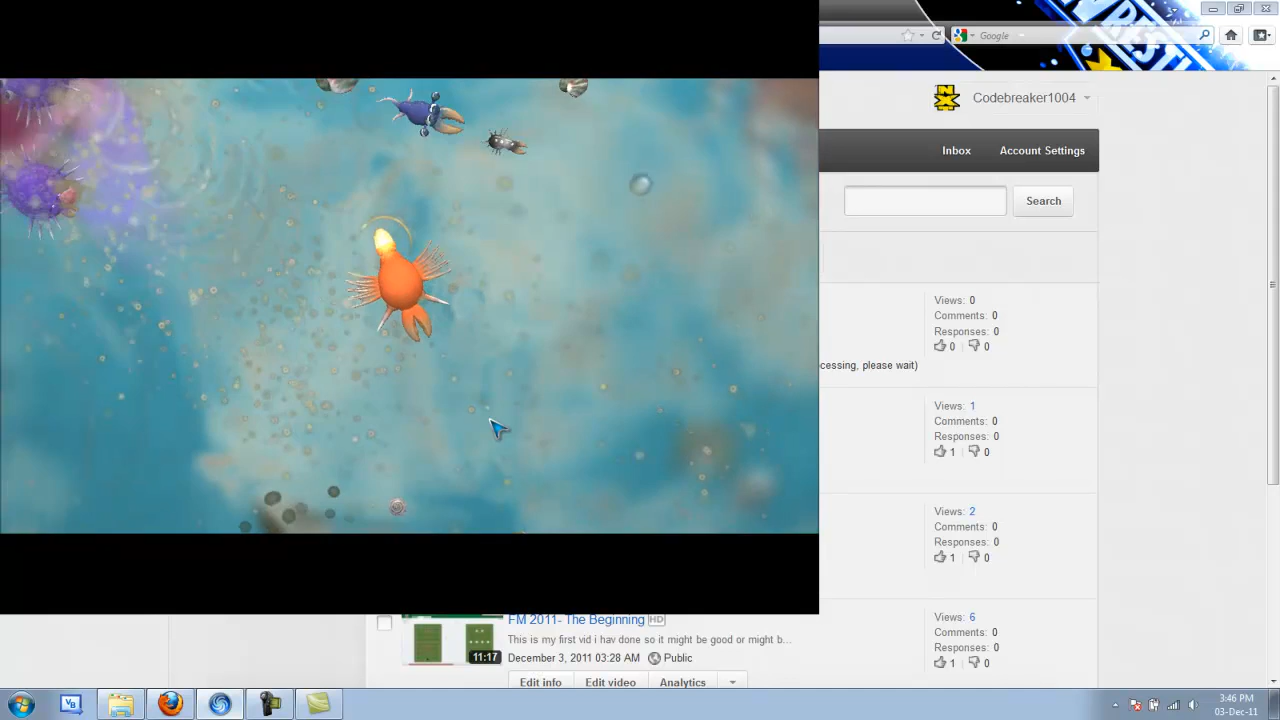 Google
Codebreaker1004
Inbox Account Settings
Search
Views: 0
Comments: 0
Responses: 0
0 0
cessing, please wait)
Views: 1
Comments: 0
Responses: 0
1 0
Views: 2
Comments: 0
Responses: 0
1 0
Views: 6
Comments: 0
Responses: 0
1 0
FM 2011- The Beginning HD
This is my first vid i hav done so it might be good or might b...
11:17
December 3, 2011 03:28 AM Public
Edit info Edit video Analytics
3:46 PM
03-Dec-11